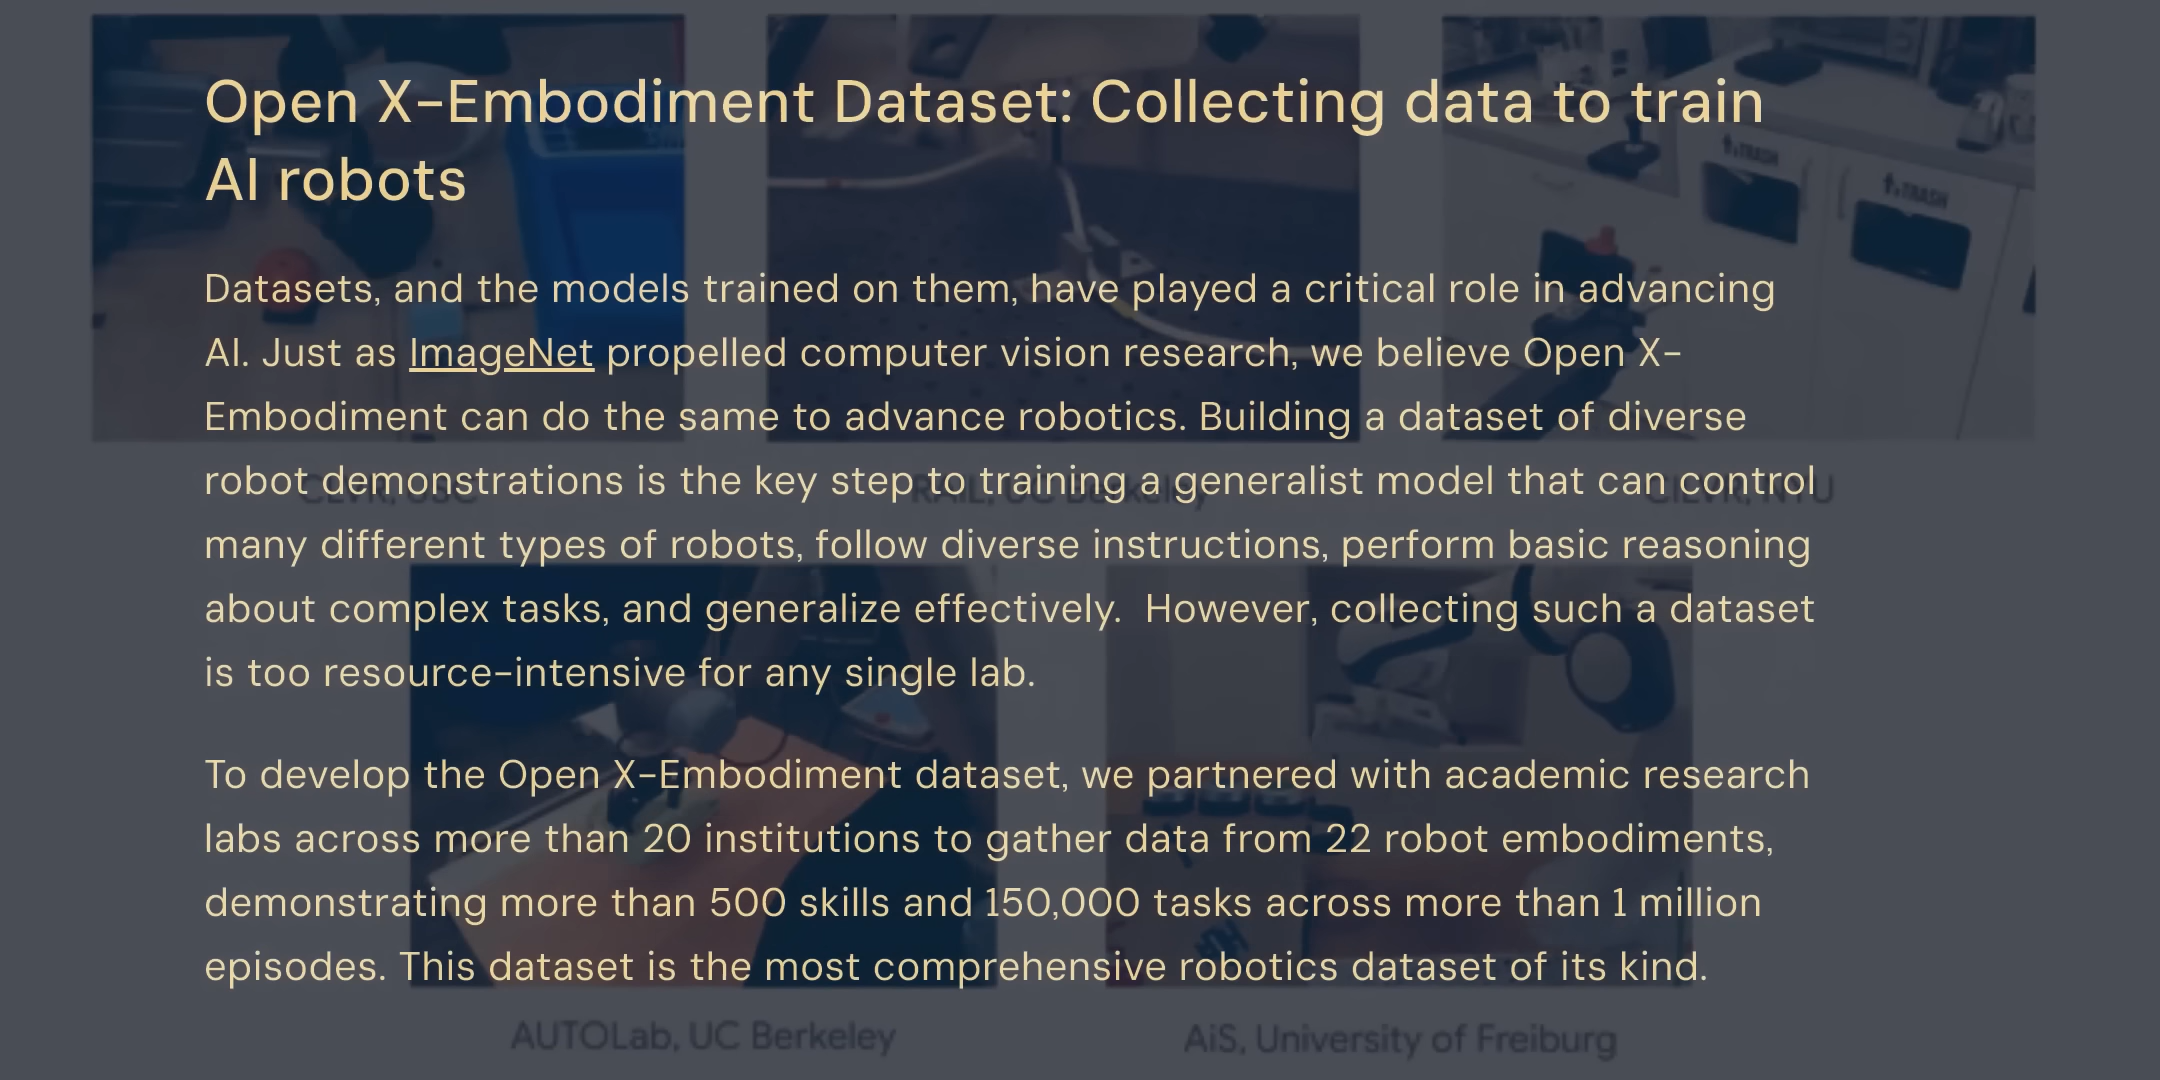 Open X-Embodiment Dataset: Collecting data to train
AI robots
Datasets, and the models trained on them, have played a critical role in advancing
AI. Just as ImageNet propelled computer vision research, we believe Open X-
Embodiment can do the same to advance robotics. Building a dataset of diverse
robot demonstrations is the key step to training a generalist model that can control
many different types of robots, follow diverse instructions, perform basic reasoning
about complex tasks, and generalize effectively.  However, collecting such a dataset
is too resource-intensive for any single lab.
To develop the Open X-Embodiment dataset, we partnered with academic research
labs across more than 20 institutions to gather data from 22 robot embodiments,
demonstrating more than 500 skills and 150,000 tasks across more than 1 million
episodes. This dataset is the most comprehensive robotics dataset of its kind.
TRASH
TRASH
RAIL, UC Berkeley
CILVR, NYU
AUTOLab, UC Berkeley
AiS, University of Freiburg